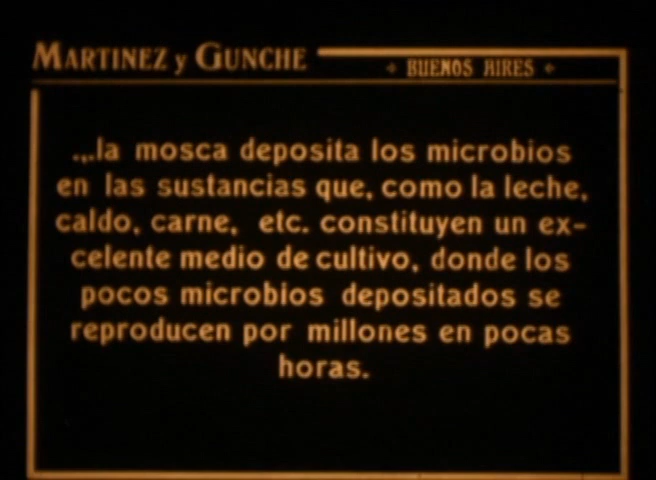 MARTINEZ y GUNCHE
BUENOS AIRES
...la mosca deposita los microbios
en las sustancias que, como la leche,
caldo, carne, etc. constituyen un ex-
celente medio de cultivo, donde los
pocos microbios depositados se
reproducen por millones en pocas
horas.